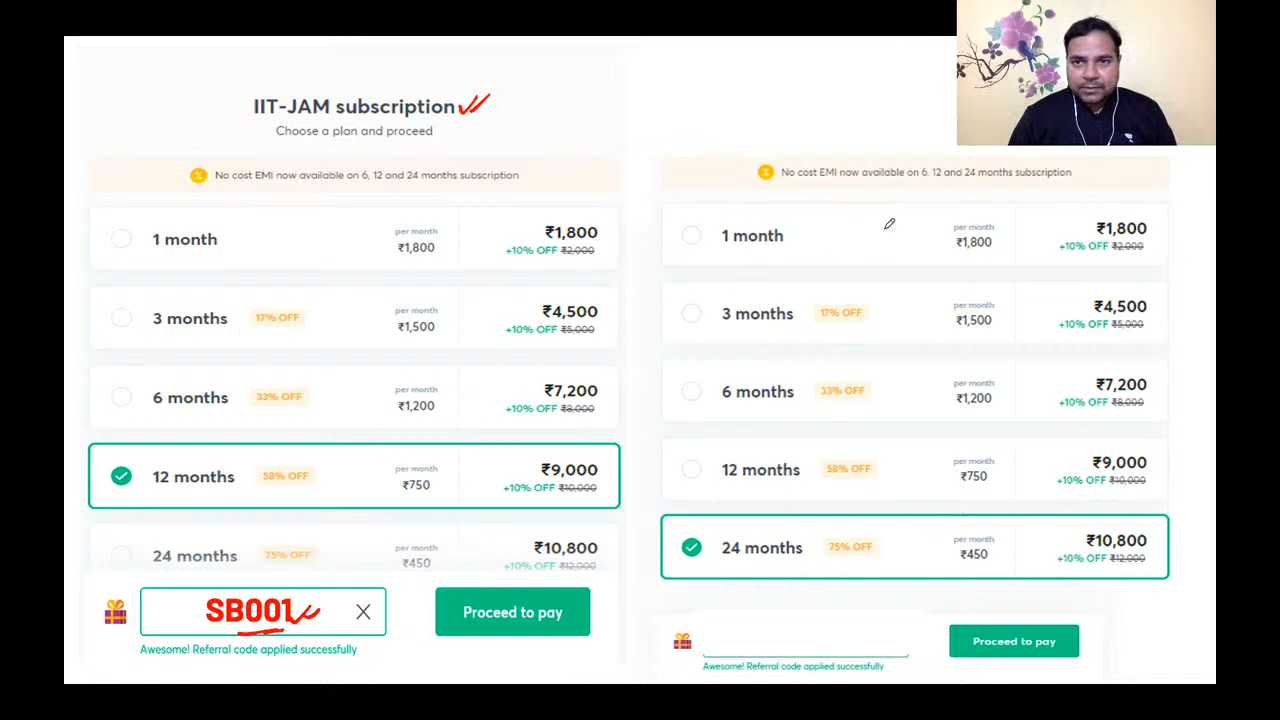 IIT-JAM subscription
Choose a plan and proceed
No cost EMI now available on 6, 12 and 24 months subscription
1 month
per month
₹1,800
₹1,800
+10% OFF ₹2,000
3 months 17% OFF
per month
₹1,500
₹4,500
+10% OFF ₹5,000
6 months 33% OFF
per month
₹1,200
₹7,200
+10% OFF ₹8,000
12 months 58% OFF
per month
₹750
₹9,000
+10% OFF ₹10,000
24 months 75% OFF
per month
₹450
₹10,800
+10% OFF ₹12,000
SB001
Proceed to pay
Awesome! Referral code applied successfully
No cost EMI now available on 6, 12 and 24 months subscription
1 month
per month
₹1,800
₹1,800
+10% OFF ₹2,000
3 months 17% OFF
per month
₹1,500
₹4,500
+10% OFF ₹5,000
6 months 33% OFF
per month
₹1,200
₹7,200
+10% OFF ₹8,000
12 months 58% OFF
per month
₹750
₹9,000
+10% OFF ₹10,000
24 months 75% OFF
per month
₹450
₹10,800
+10% OFF ₹12,000
Proceed to pay
Awesome! Referral code applied successfully